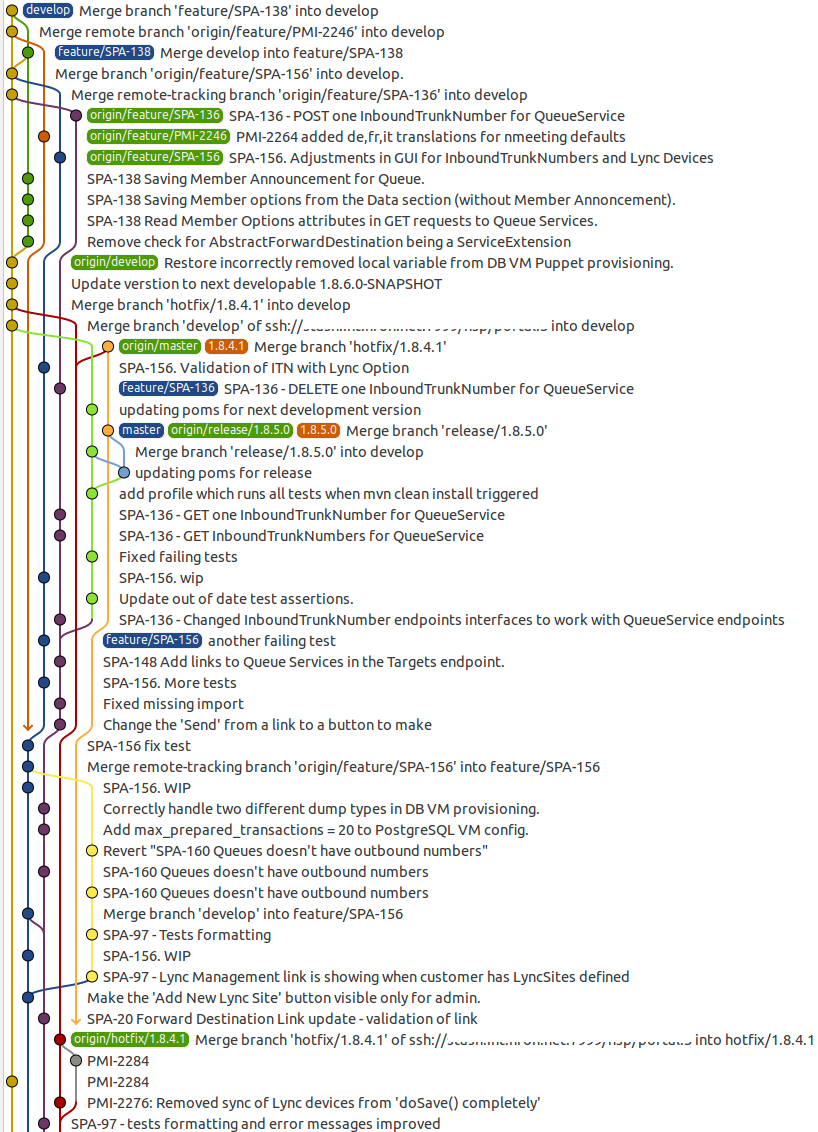 develop Merge branch 'feature/SPA-138' into develop
Merge remote branch 'origin/feature/PMI-2246' into develop
feature/SPA-138 Merge develop into feature/SPA-138
Merge branch 'origin/feature/SPA-156' into develop.
Merge remote-tracking branch 'origin/feature/SPA-136' into develop
origin/feature/SPA-136 SPA-136 - POST one InboundTrunkNumber for QueueService
origin/feature/PMI-2246 PMI-2264 added de,fr,it translations for nmeeting defaults
origin/feature/SPA-156 SPA-156. Adjustments in GUI for InboundTrunkNumbers and Lync Devices
SPA-138 Saving Member Announcement for Queue.
SPA-138 Saving Member options from the Data section (without Member Annoncement).
SPA-138 Read Member Options attributes in GET requests to Queue Services.
Remove check for AbstractForwardDestination being a ServiceExtension
origin/develop Restore incorrectly removed local variable from DB VM Puppet provisioning.
Update verstion to next developable 1.8.6.0-SNAPSHOT
Merge branch 'hotfix/1.8.4.1' into develop
Merge branch 'develop' of ssh:// into develop
origin/master 1.8.4.1 Merge branch 'hotfix/1.8.4.1'
SPA-156. Validation of ITN with Lync Option
feature/SPA-136 SPA-136 - DELETE one InboundTrunkNumber for QueueService
updating poms for next development version
master origin/release/1.8.5.0 1.8.5.0 Merge branch 'release/1.8.5.0'
Merge branch 'release/1.8.5.0' into develop
updating poms for release
add profile which runs all tests when mvn clean install triggered
SPA-136 - GET one InboundTrunkNumber for QueueService
SPA-136 - GET InboundTrunkNumbers for QueueService
Fixed failing tests
SPA-156. wip
Update out of date test assertions.
SPA-136 - Changed InboundTrunkNumber endpoints interfaces to work with QueueService endpoints
feature/SPA-156 another failing test
SPA-148 Add links to Queue Services in the Targets endpoint.
SPA-156. More tests
Fixed missing import
Change the 'Send' from a link to a button to make
SPA-156 fix test
Merge remote-tracking branch 'origin/feature/SPA-156' into feature/SPA-156
SPA-156. WIP
Correctly handle two different dump types in DB VM provisioning.
Add max_prepared_transactions = 20 to PostgreSQL VM config.
Revert "SPA-160 Queues doesn't have outbound numbers"
SPA-160 Queues doesn't have outbound numbers
SPA-160 Queues doesn't have outbound numbers
Merge branch 'develop' into feature/SPA-156
SPA-97 - Tests formatting
SPA-156. WIP
SPA-97 - Lync Management link is showing when customer has LyncSites defined
Make the 'Add New Lync Site' button visible only for admin.
SPA-20 Forward Destination Link update - validation of link
origin/hotfix/1.8.4.1 Merge branch 'hotfix/1.8.4.1' of ssh:// into hotfix/1.8.4.1
PMI-2284
PMI-2284
PMI-2276: Removed sync of Lync devices from 'doSave() completely'
SPA-97 - tests formatting and error messages improved